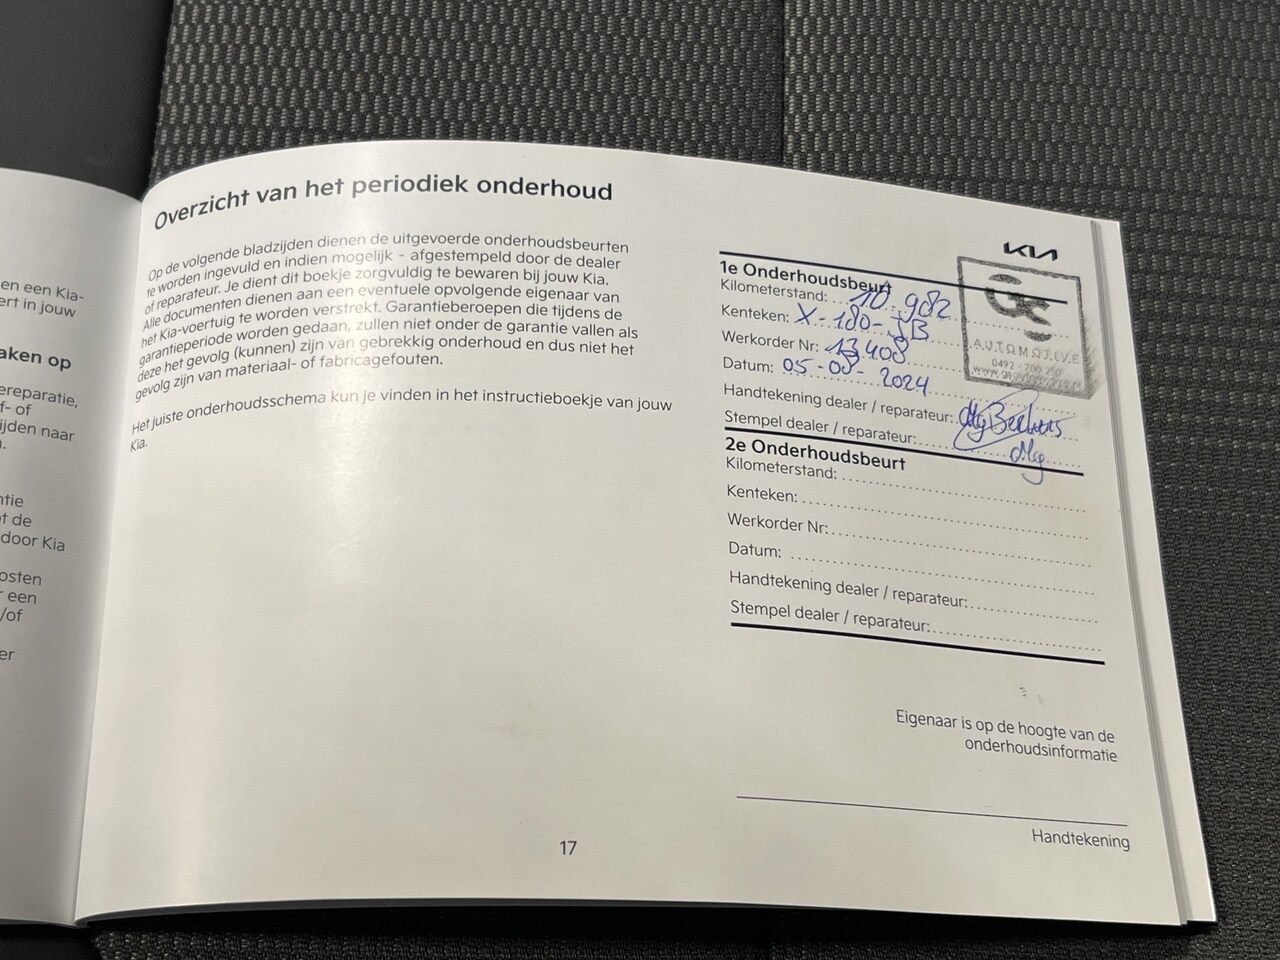 en een Kia-
ert in jouw
aken op
ereparatie,
f- of
ijden naar
ntie
ot de
door Kia
osten
een
/of
er
Overzicht van het periodiek onderhoud
Op de volgende bladzijden dienen de uitgevoerde onderhoudsbeurten
te worden ingevuld en indien mogelijk - afgestempeld door de dealer
of reparateur. Je dient dit boekje zorgvuldig te bewaren bij jouw Kia.
Alle documenten dienen aan een eventuele opvolgende eigenaar van
het Kia-voertuig te worden verstrekt. Garantieberoepen die tijdens de
garantieperiode worden gedaan, zullen niet onder de garantie vallen als
deze het gevolg (kunnen) zijn van gebrekkig onderhoud en dus niet het
gevolg zijn van materiaal- of fabricagefouten.
Het juiste onderhoudsschema kun je vinden in het instructieboekje van jouw
Kia.
17
KIA
1e Onderhoudsbeurt
Kilometerstand: 10.982
Kenteken: X-180-JB
Werkorder Nr: 13408
Datum: 05-08-2024
Handtekening dealer / reparateur:
Stempel dealer / reparateur:
AUTOMOTIVE
2e Onderhoudsbeurt
Kilometerstand:
Kenteken:
Werkorder Nr:
Datum:
Handtekening dealer / reparateur:
Stempel dealer / reparateur:
Eigenaar is op de hoogte van de
onderhoudsinformatie
Handtekening